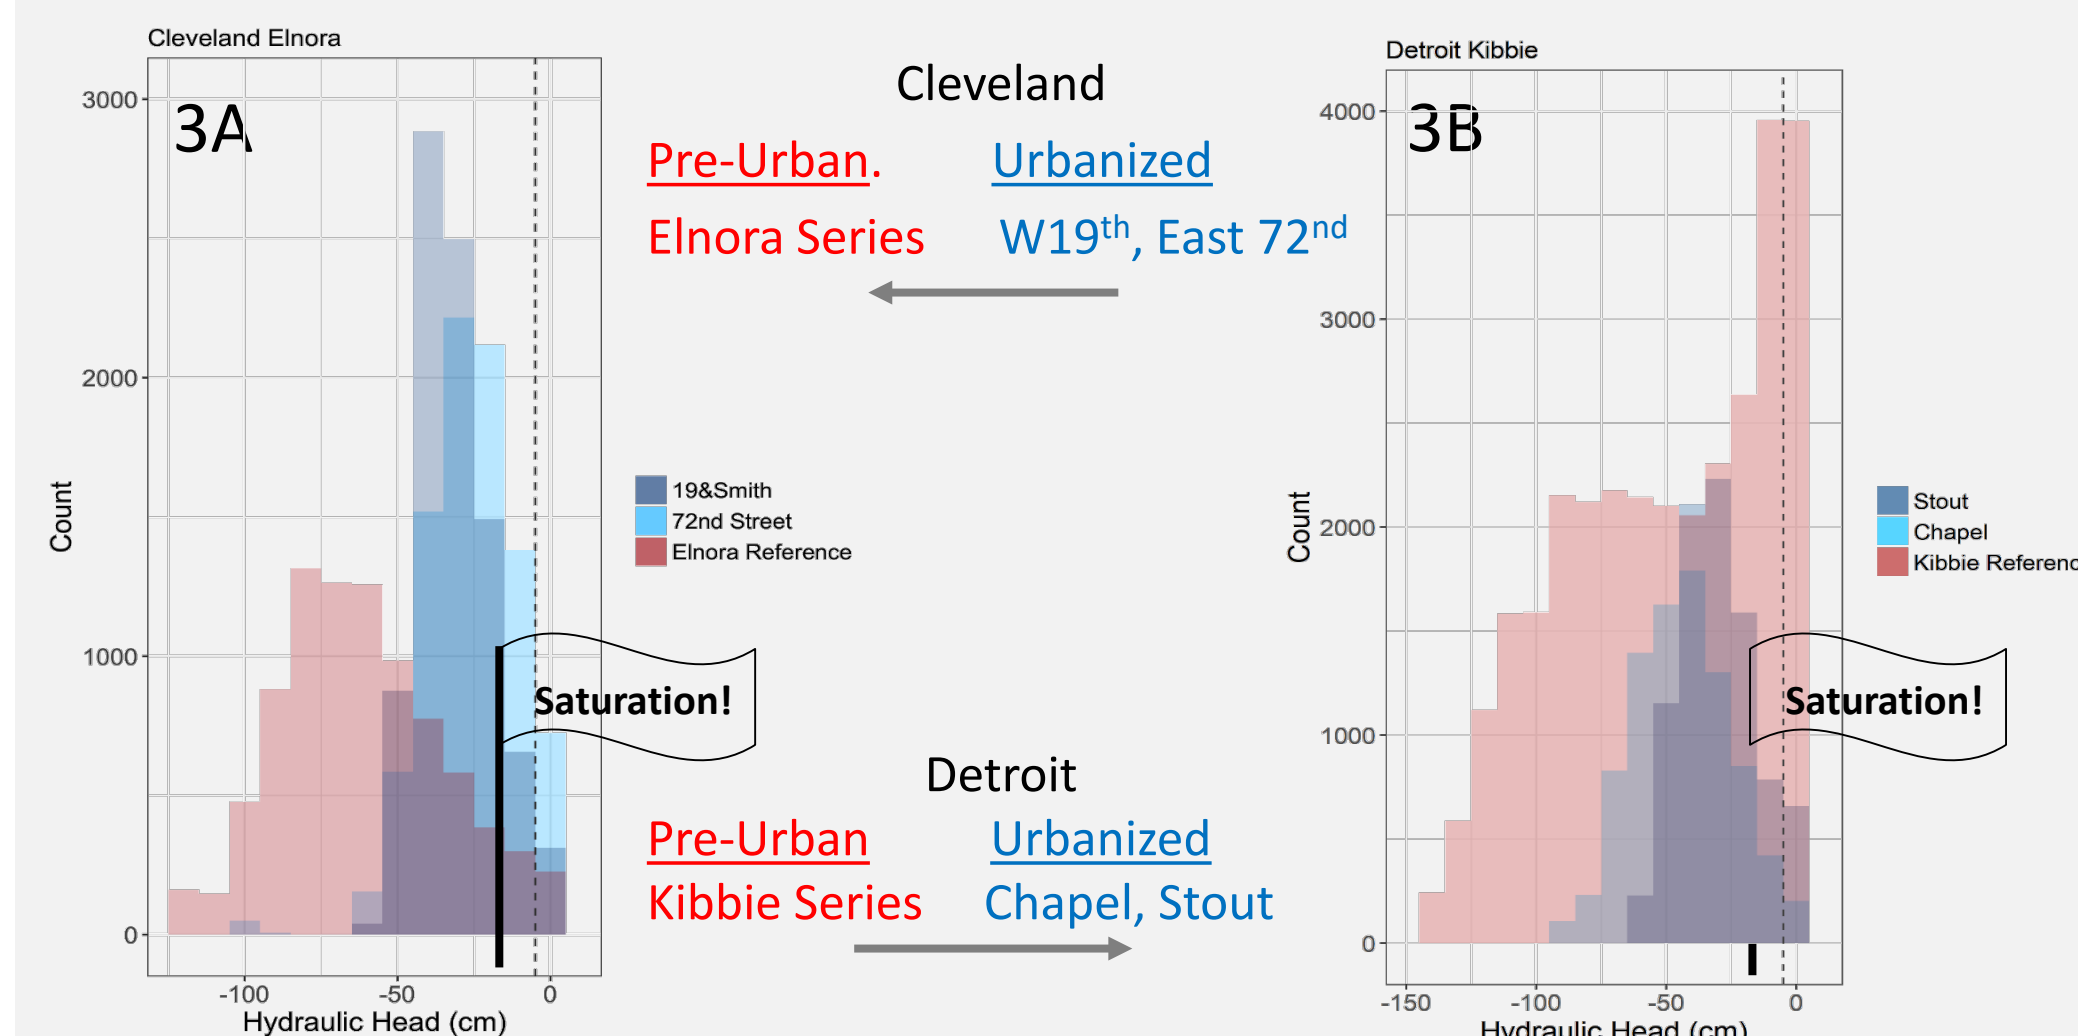 Cleveland Elnora
3A
3000
2000
1000
0
Count
-100
-50
0
Hydraulic Head (cm)
19&Smith
72nd Street
Elnora Reference
Saturation!
Cleveland
Pre-Urban. Urbanized
Elnora Series W19th, East 72nd
Detroit
Pre-Urban Urbanized
Kibbie Series Chapel, Stout
Detroit Kibbie
3B
4000
3000
2000
1000
0
Count
-150
-100
-50
0
Hydraulic Head (cm)
Stout
Chapel
Kibbie Referenc
Saturation!